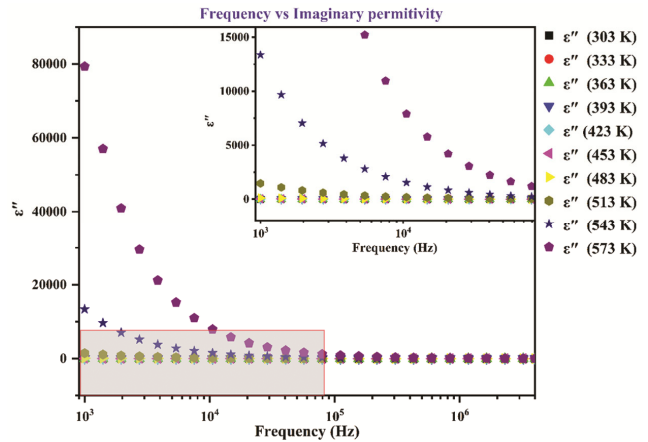 Frequency vs Imaginary permitivity
ε″
80000
60000
40000
20000
0
10³ 10⁴ 10⁵ 10⁶
Frequency (Hz)
ε″
15000
10000
5000
0
10³ 10⁴
Frequency (Hz)
ε″ (303 K)
ε″ (333 K)
ε″ (363 K)
ε″ (393 K)
ε″ (423 K)
ε″ (453 K)
ε″ (483 K)
ε″ (513 K)
ε″ (543 K)
ε″ (573 K)